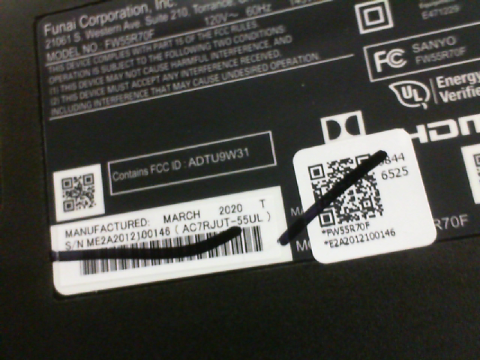 Funai Corporation, Inc.
21061 S. Western Ave. Suite 210, Torrance,
120V~ 60Hz
MODEL NO.: FW55R70F
THIS DEVICE COMPLIES WITH PART 15 OF THE FCC RULES.
OPERATION IS SUBJECT TO THE FOLLOWING TWO CONDITIONS:
(1) THIS DEVICE MAY NOT CAUSE HARMFUL INTERFERENCE, AND
(2) THIS DEVICE MUST ACCEPT ANY INTERFERENCE RECEIVED,
INCLUDING INTERFERENCE THAT MAY CAUSE UNDESIRED OPERATION.
E471229
FC SANYO
FW55R70F
UL Energy
Verifie
HDM
Contains FCC ID : ADTU9W31
MANUFACTURED: MARCH 2020 T
S/N ME2A2012100146 ( AC7RJUT-55UL )
844
6525
*FW55R70F
*E2A2012100146
R70F